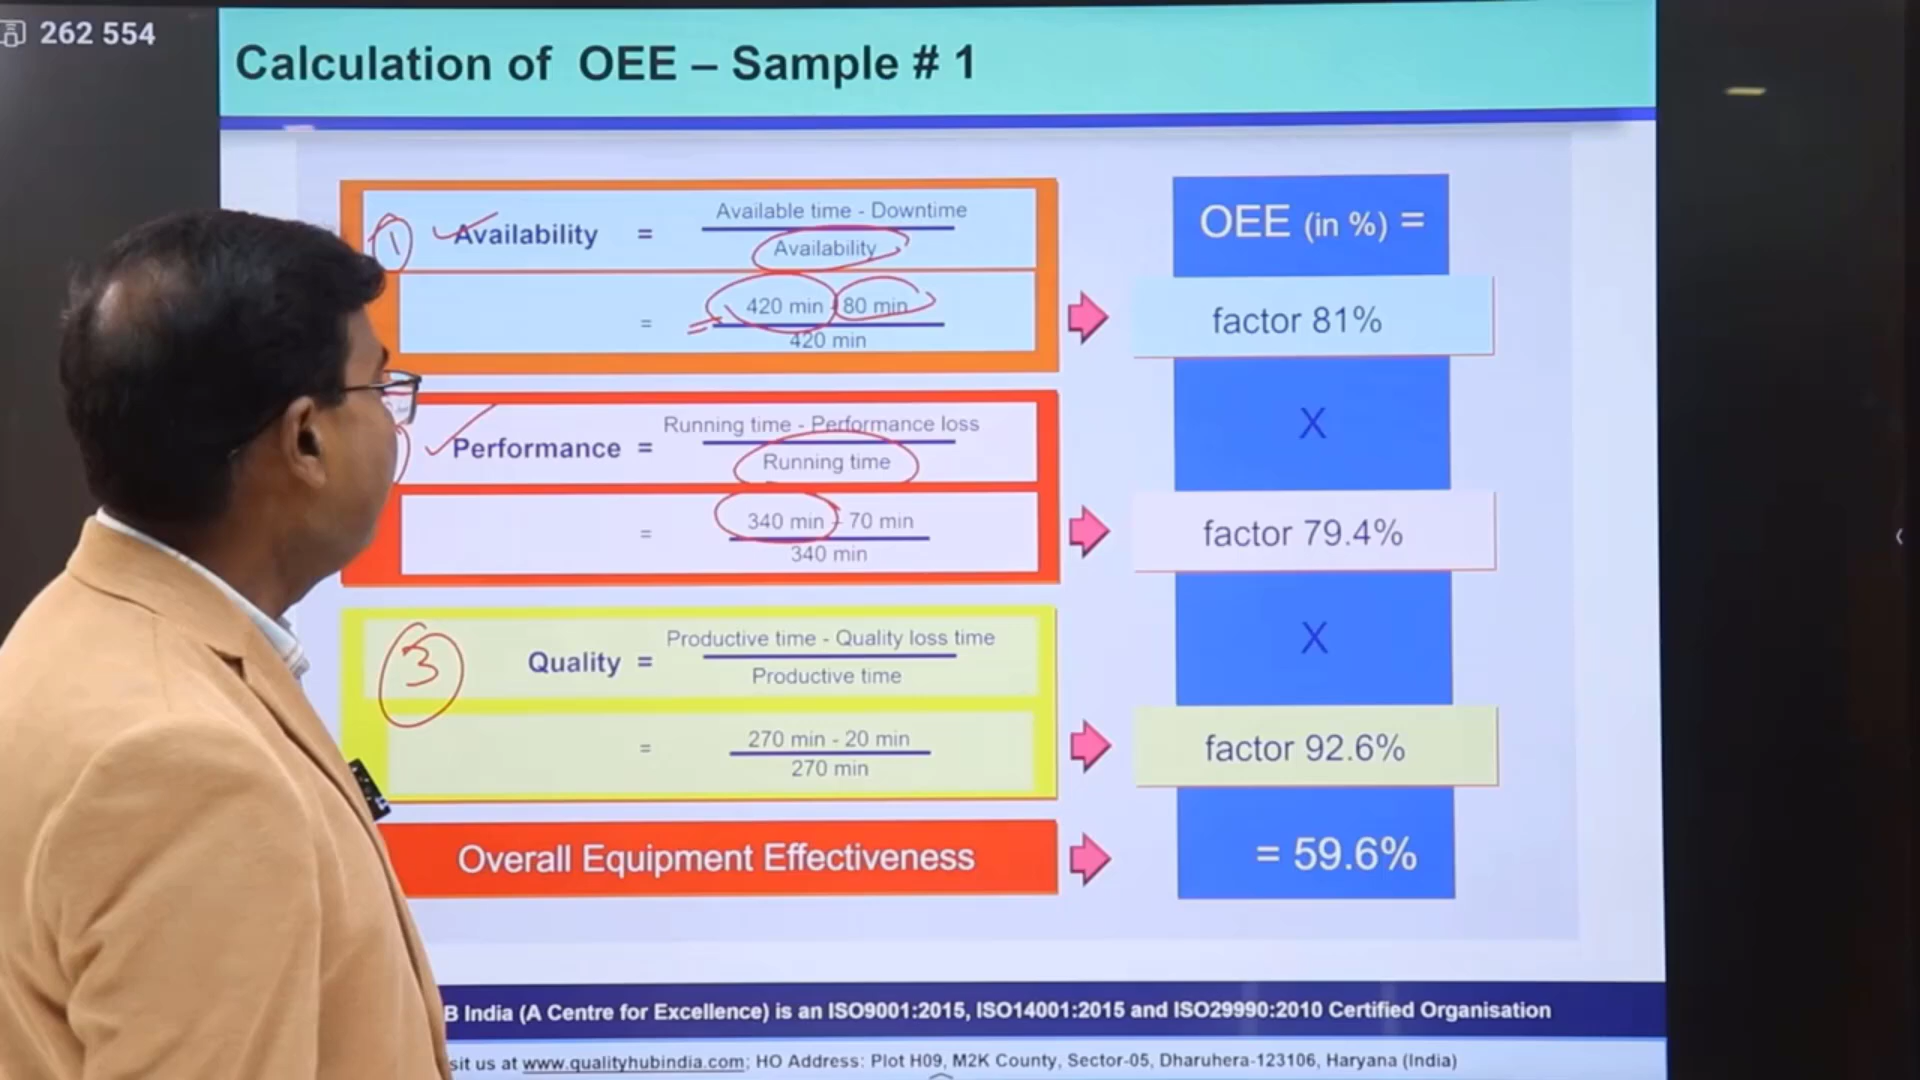 262 554
Calculation of OEE – Sample # 1
1
Availability = Available time - Downtime
Availability
= = 420 min - 80 min
420 min
OEE (in %) =
factor 81%
X
Performance = Running time - Performance loss
Running time
= 340 min - 70 min
340 min
factor 79.4%
X
3
Quality = Productive time - Quality loss time
Productive time
= 270 min - 20 min
270 min
factor 92.6%
Overall Equipment Effectiveness
= 59.6%
B India (A Centre for Excellence) is an ISO9001:2015, ISO14001:2015 and ISO29990:2010 Certified Organisation
sit us at www.qualityhubindia.com; HO Address: Plot H09, M2K County, Sector-05, Dharuhera-123106, Haryana (India)